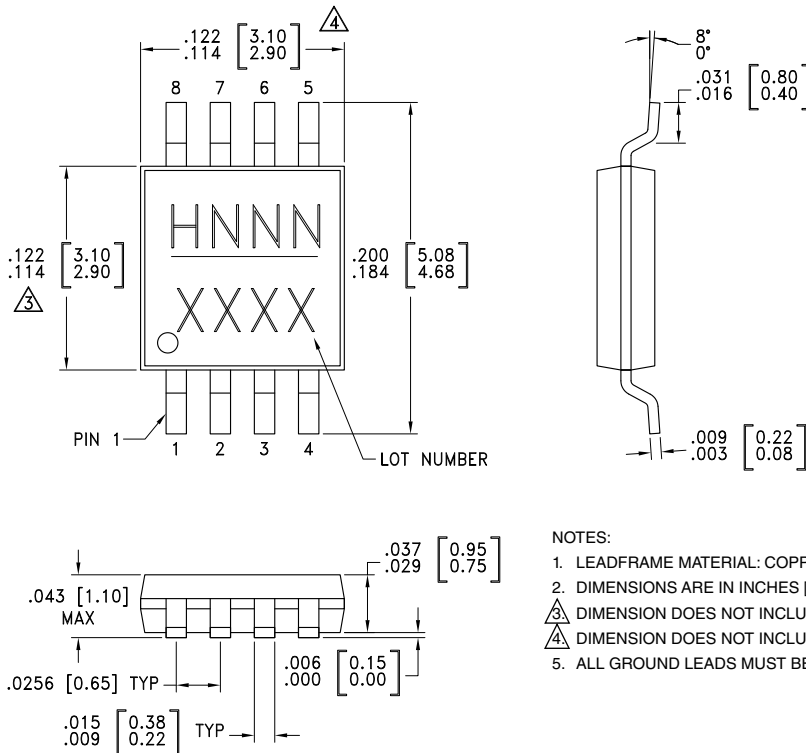 .122 [3.10]
.114 [2.90]
4
8 7 6 5
8°
0°
.031 [0.80]
.016 [0.40]
HNNN
XXXX
.122 [3.10]
.114 [2.90]
3
.200 [5.08]
.184 [4.68]
PIN 1
1 2 3 4
LOT NUMBER
.009 [0.22]
.003 [0.08]
.043 [1.10]
MAX
.037 [0.95]
.029 [0.75]
.0256 [0.65] TYP
.006 [0.15]
.000 [0.00]
.015 [0.38]
.009 [0.22]
TYP
NOTES:
1. LEADFRAME MATERIAL: COPP
2. DIMENSIONS ARE IN INCHES [
3. DIMENSION DOES NOT INCLU
4. DIMENSION DOES NOT INCLU
5. ALL GROUND LEADS MUST BE